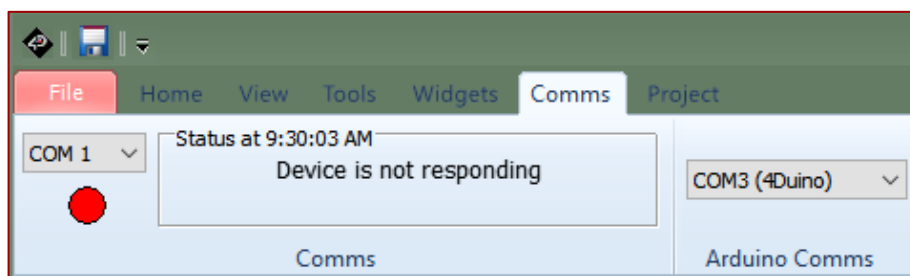 4D
File Home View Tools Widgets Comms Project
COM 1
Status at 9:30:03 AM
Device is not responding
COM3 (4Duino)
Comms
Arduino Comms